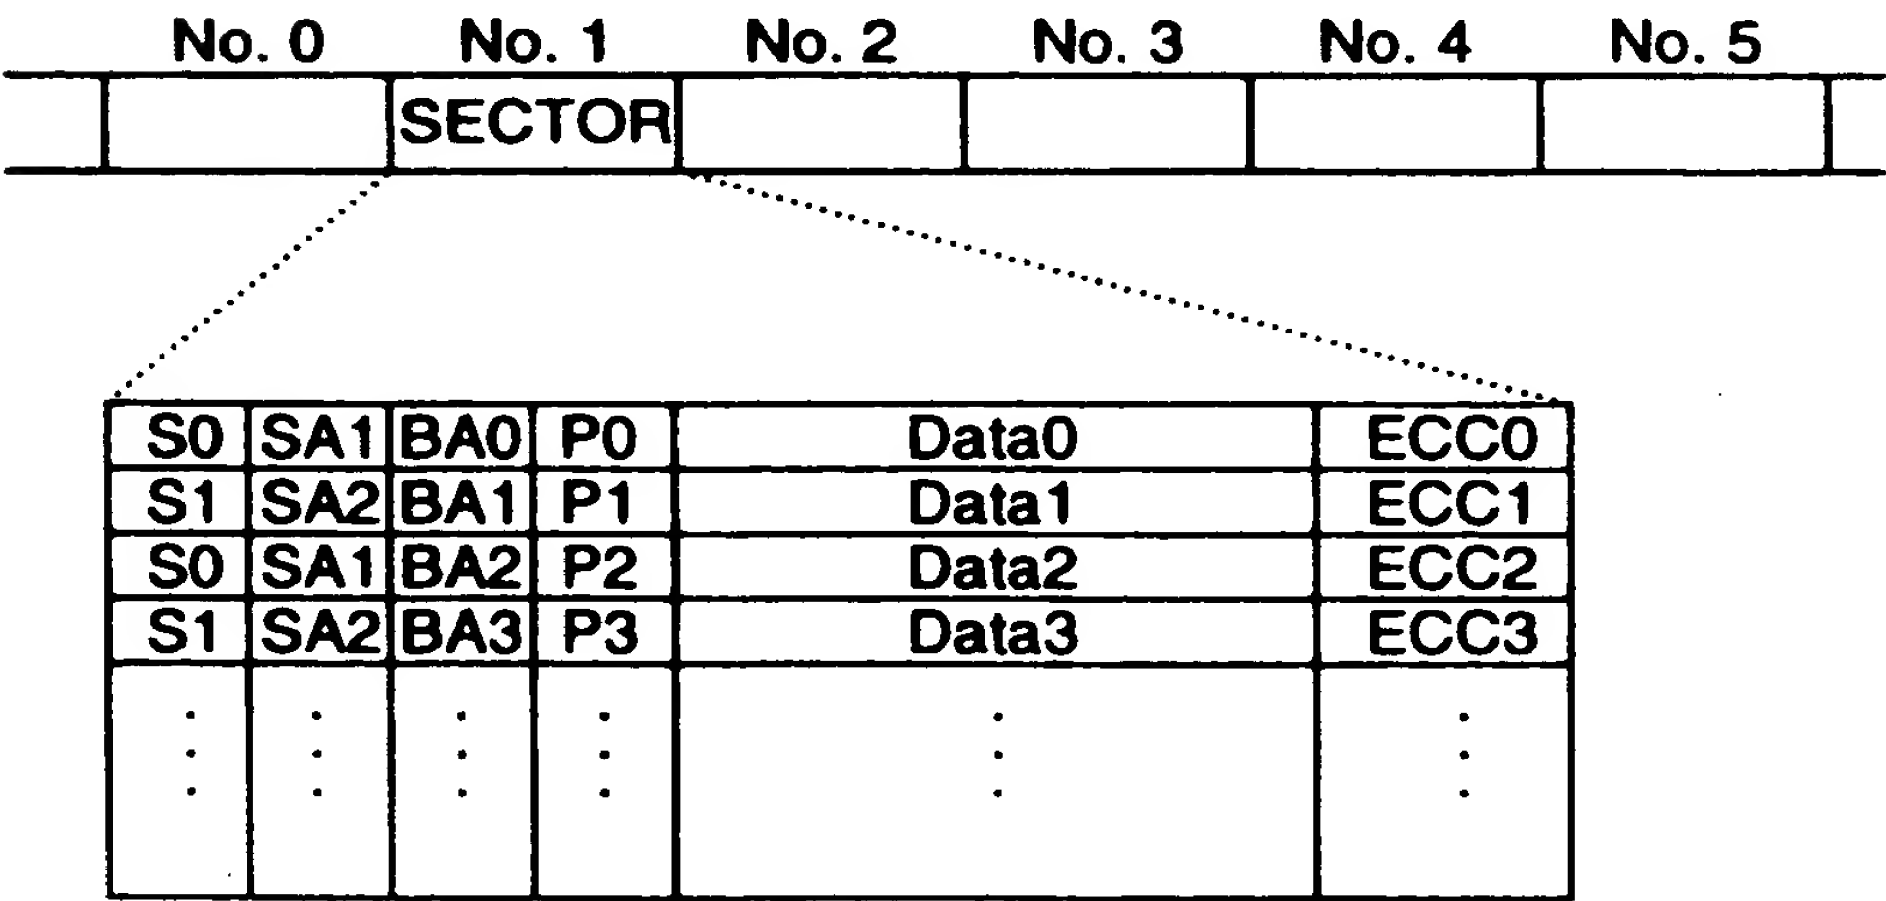 No. 0 No. 1 No. 2 No. 3 No. 4 No. 5
SECTOR
S0 SA1 BA0 P0 Data0 ECC0
S1 SA2 BA1 P1 Data1 ECC1
S0 SA1 BA2 P2 Data2 ECC2
S1 SA2 BA3 P3 Data3 ECC3